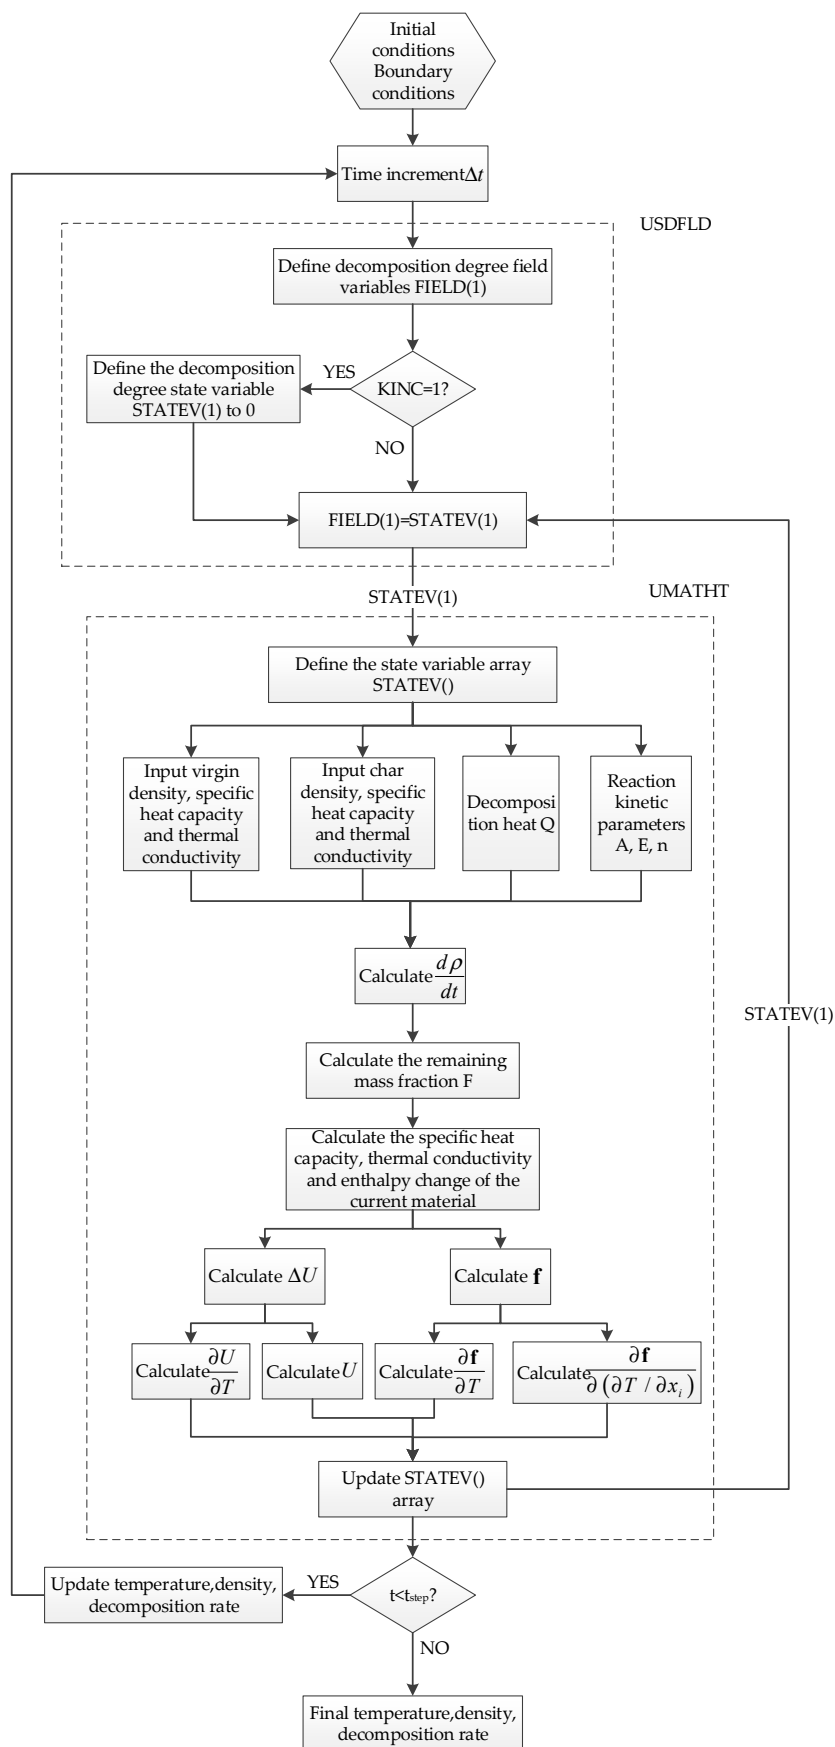 Initial
conditions
Boundary
conditions
Time incrementΔt
USDFLD
Define decomposition degree field
variables FIELD(1)
Define the decomposition
degree state variable
STATEV(1) to 0
YES
KINC=1?
NO
FIELD(1)=STATEV(1)
STATEV(1)
UMATHT
Define the state variable array
STATEV()
Input virgin
density, specific
heat capacity
and thermal
conductivity
Input char
density, specific
heat capacity
and thermal
conductivity
Decomposi
tion heat Q
Reaction
kinetic
parameters
A, E, n
Calculate dρ/dt
STATEV(1)
Calculate the remaining
mass fraction F
Calculate the specific heat
capacity, thermal conductivity
and enthalpy change of the
current material
Calculate ΔU
Calculate f
Calculate ∂U/∂T
Calculate U
Calculate ∂f/∂T
Calculate ∂f/∂(∂T / ∂x_i)
Update STATEV()
array
Update temperature,density,
decomposition rate
YES
t<t_step?
NO
Final temperature,density,
decomposition rate